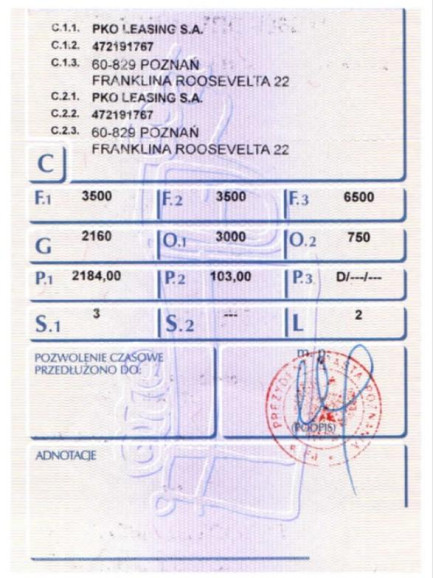 C.1.1. PKO LEASING S.A.
C.1.2. 472191767
C.1.3. 60-829 POZNAŃ
FRANKLINA ROOSEVELTA 22
C.2.1. PKO LEASING S.A.
C.2.2. 472191767
C.2.3. 60-829 POZNAŃ
FRANKLINA ROOSEVELTA 22
C
F.1 3500 F.2 3500 F.3 6500
G 2160 O.1 3000 O.2 750
P.1 2184,00 P.2 103,00 P.3 D/---/---
S.1 3 S.2 --- L 2
POZWOLENIE CZASOWE
PRZEDŁUŻONO DO:
m. p.
(PODPIS)
ADNOTACJE